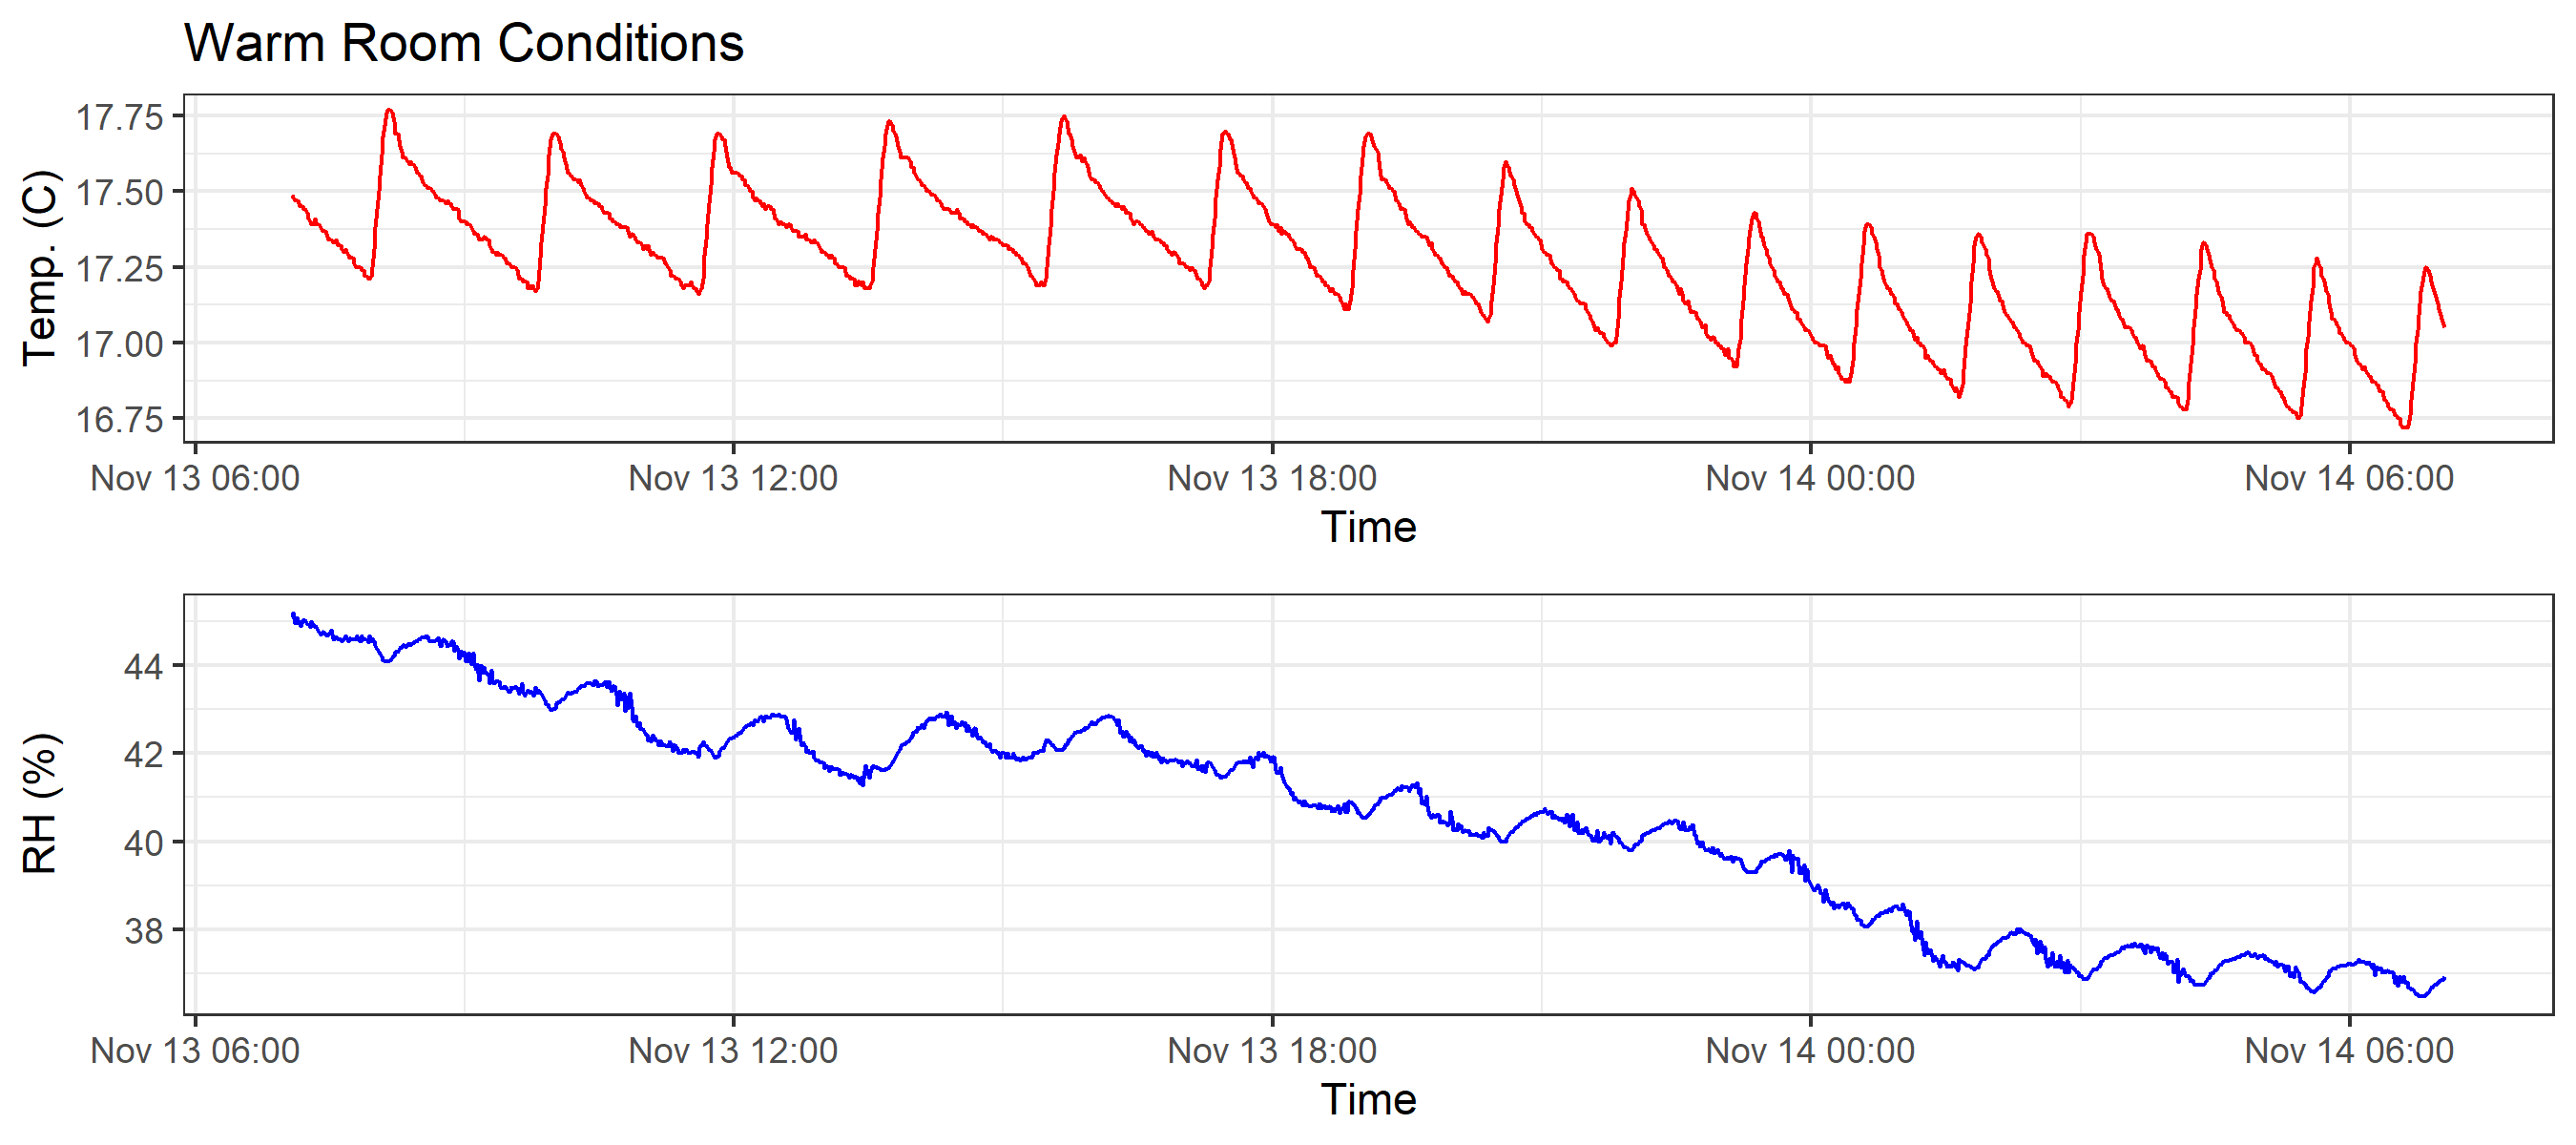 Warm Room Conditions
Temp. (C)
17.75
17.50
17.25
17.00
16.75
Nov 13 06:00 Nov 13 12:00 Nov 13 18:00 Nov 14 00:00 Nov 14 06:00
Time
RH (%)
44
42
40
38
Nov 13 06:00 Nov 13 12:00 Nov 13 18:00 Nov 14 00:00 Nov 14 06:00
Time